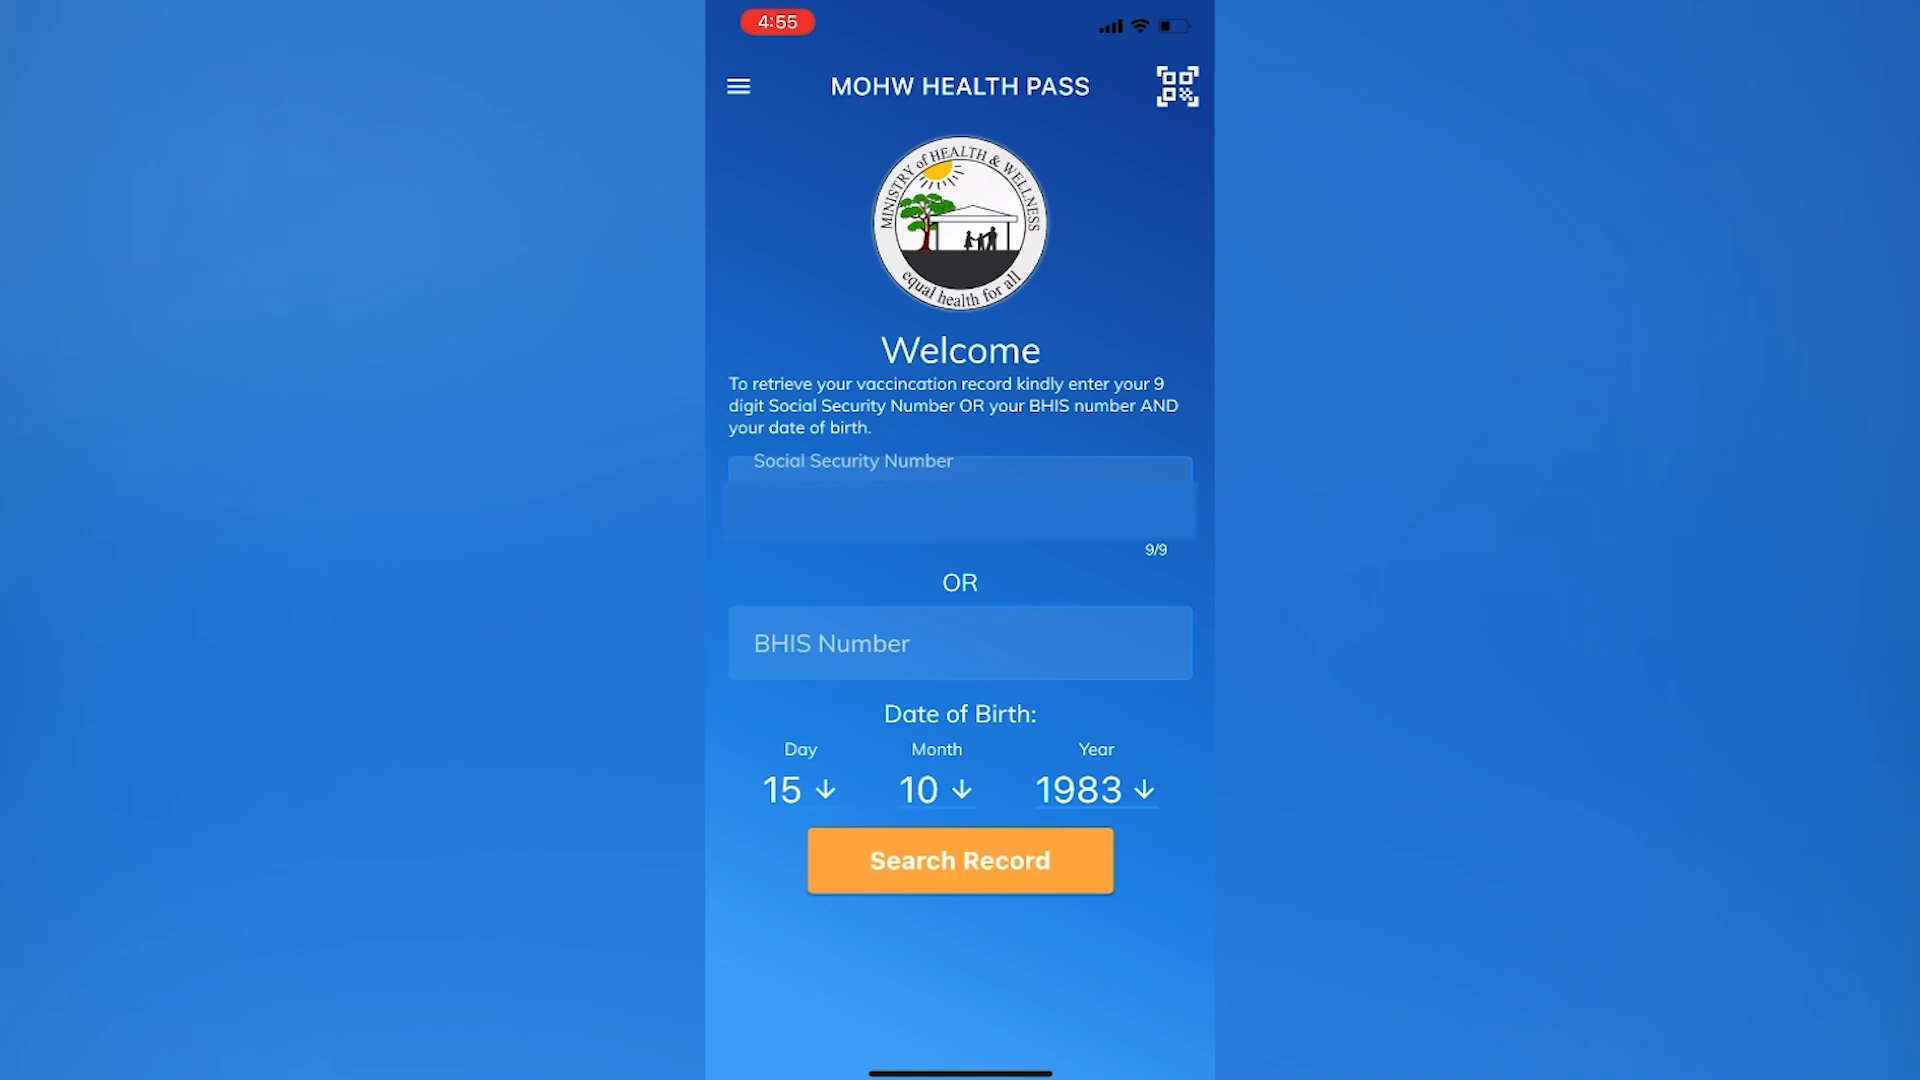 4:55
MOHW HEALTH PASS
MINISTRY of HEALTH & WELLNESS
equal health for all
Welcome
To retrieve your vaccincation record kindly enter your 9
digit Social Security Number OR your BHIS number AND
your date of birth.
Social Security Number
9/9
OR
BHIS Number
Date of Birth:
Day Month Year
15 10 1983
Search Record